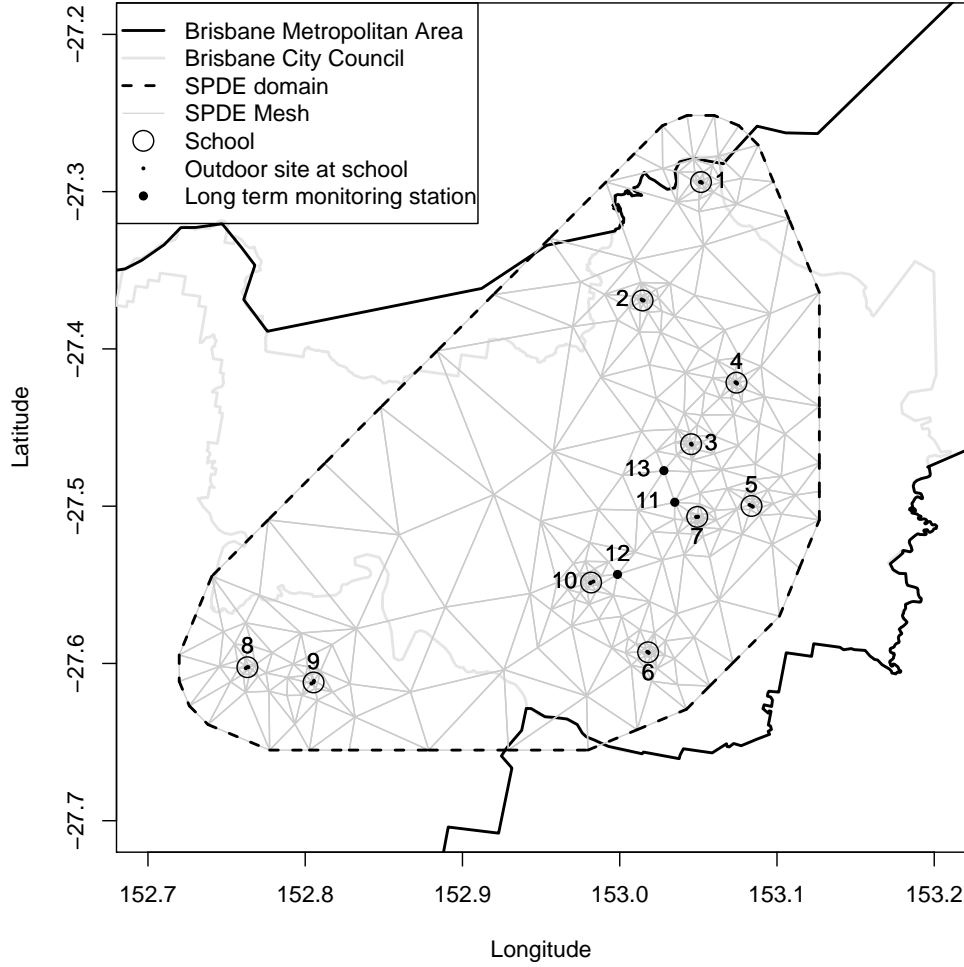 Brisbane Metropolitan Area
Brisbane City Council
SPDE domain
SPDE Mesh
School
Outdoor site at school
Long term monitoring station
−27.2
−27.3
−27.4
−27.5
−27.6
−27.7
Latitude
1
2
4
3
13
5
11
7
12
10
8
9
6
152.7 152.8 152.9 153.0 153.1 153.2
Longitude